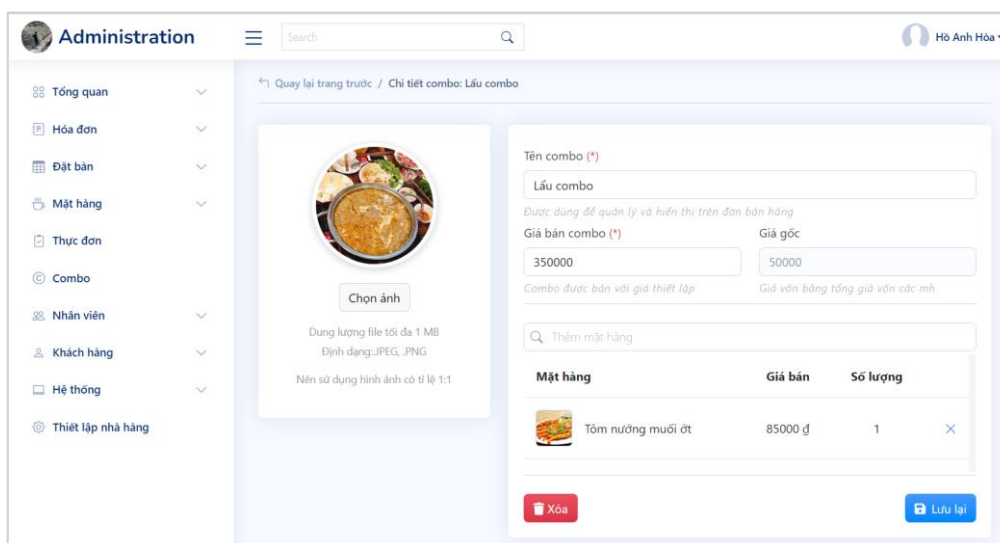 Administration
Search
Hồ Anh Hòa
Tổng quan
Hóa đơn
Đặt bàn
Mặt hàng
Thực đơn
Combo
Nhân viên
Khách hàng
Hệ thống
Thiết lập nhà hàng
Quay lại trang trước / Chi tiết combo: Lẩu combo
Chọn ảnh
Dung lượng file tối đa 1 MB
Định dạng:.JPEG, .PNG
Nên sử dụng hình ảnh có tỉ lệ 1:1
Tên combo (*)
Lẩu combo
Được dùng để quản lý và hiển thị trên đơn bán hàng
Giá bán combo (*) Giá gốc
350000 50000
Combo được bán với giá thiết lập Giá vốn bằng tổng giá vốn các mh
Thêm mặt hàng
Mặt hàng Giá bán Số lượng
Tôm nướng muối ớt 85000 ₫ 1
Xóa Lưu lại